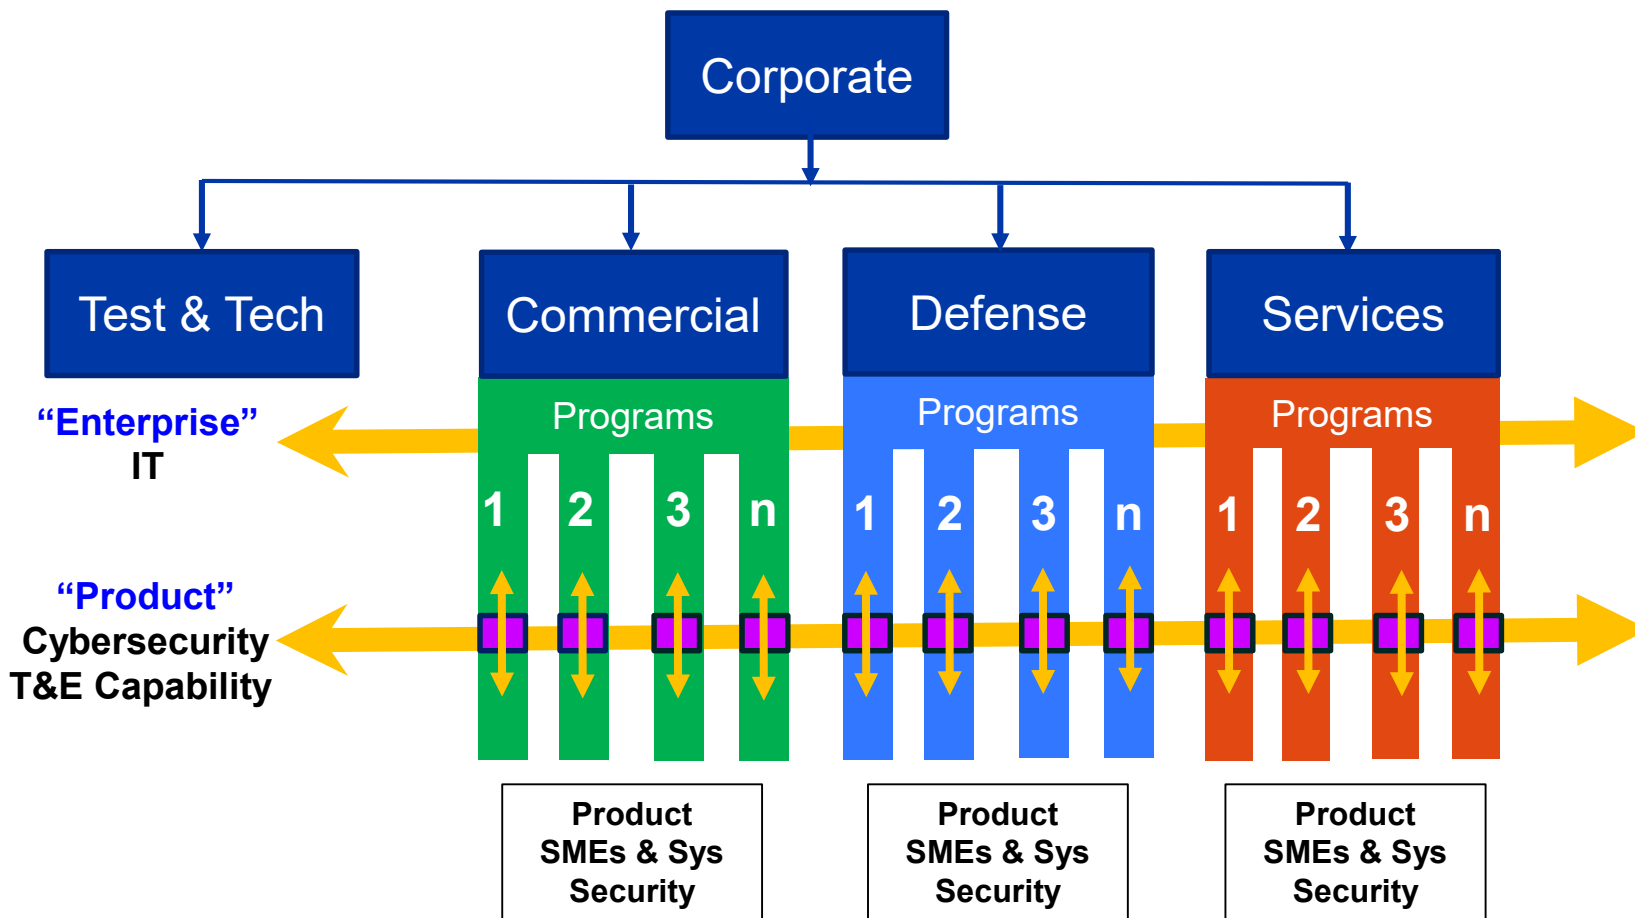 Corporate
Test & Tech
Commercial
Defense
Services
“Enterprise”
IT
Programs
Programs
Programs
1 2 3 n
1 2 3 n
1 2 3 n
“Product”
Cybersecurity
T&E Capability
Product
SMEs & Sys
Security
Product
SMEs & Sys
Security
Product
SMEs & Sys
Security